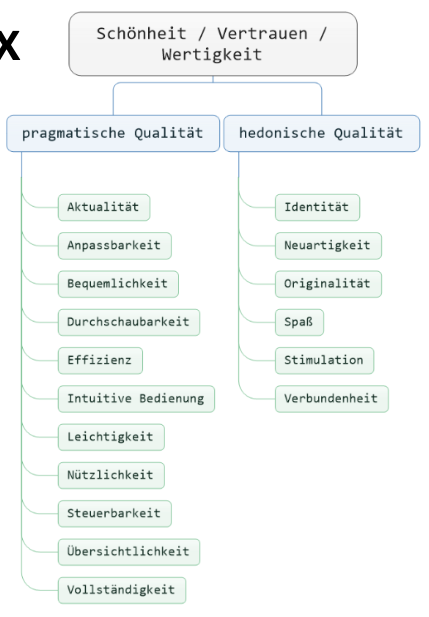 X
Schönheit / Vertrauen /
Wertigkeit
pragmatische Qualität
hedonische Qualität
Aktualität
Anpassbarkeit
Bequemlichkeit
Durchschaubarkeit
Effizienz
Intuitive Bedienung
Leichtigkeit
Nützlichkeit
Steuerbarkeit
Übersichtlichkeit
Vollständigkeit
Identität
Neuartigkeit
Originalität
Spaß
Stimulation
Verbundenheit